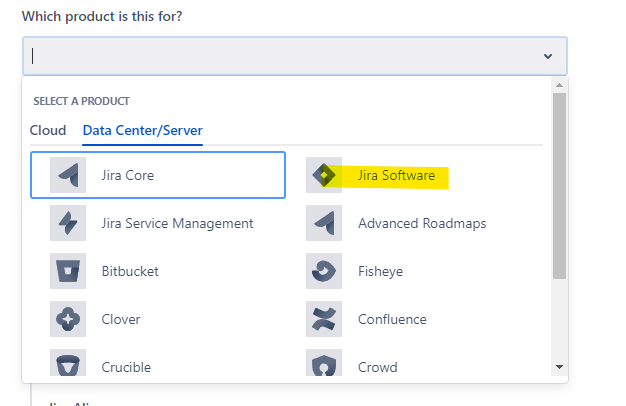 Which product is this for?
SELECT A PRODUCT
Cloud Data Center/Server
Jira Core Jira Software
Jira Service Management Advanced Roadmaps
Bitbucket Fisheye
Clover Confluence
Crucible Crowd